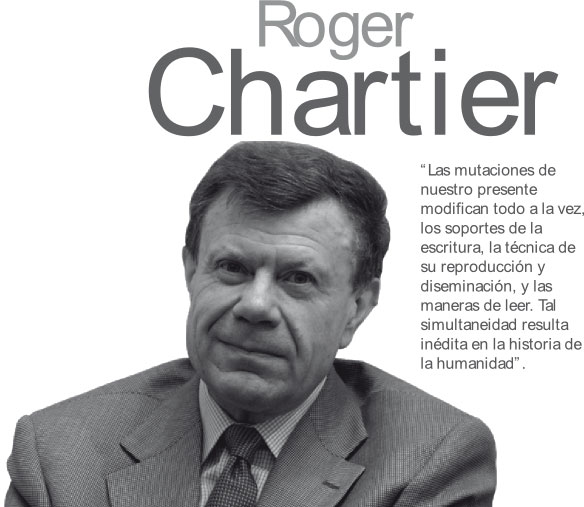 Roger
Chartier
“Las mutaciones de
nuestro presente
modifican todo a la vez,
los soportes de la
escritura, la técnica de
su reproducción y
diseminación, y las
maneras de leer. Tal
simultaneidad resulta
inédita en la historia de
la humanidad”.